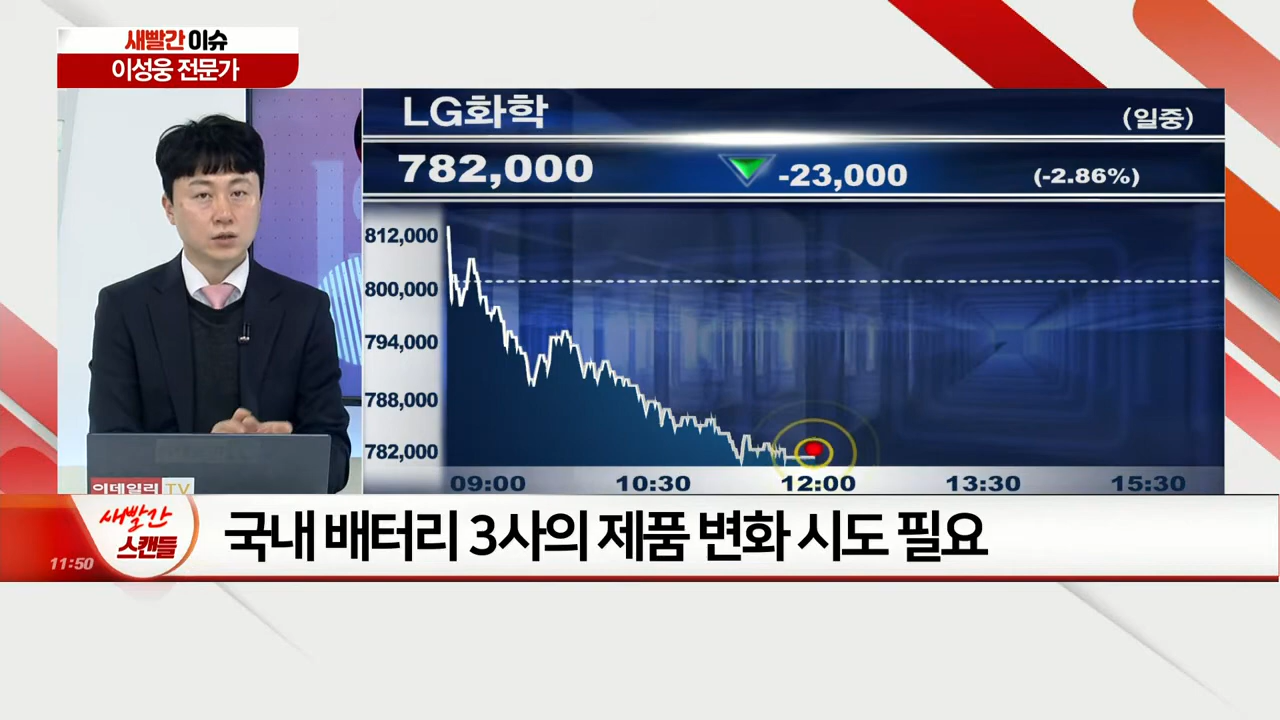 새빨간 이슈
이성웅 전문가
LG화학
(일중)
782,000
-23,000
(-2.86%)
812,000
800,000
794,000
788,000
782,000
09:00
10:30
12:00
13:30
15:30
이데일리 TV
새빨간
스캔들
11:50
국내 배터리 3사의 제품 변화 시도 필요